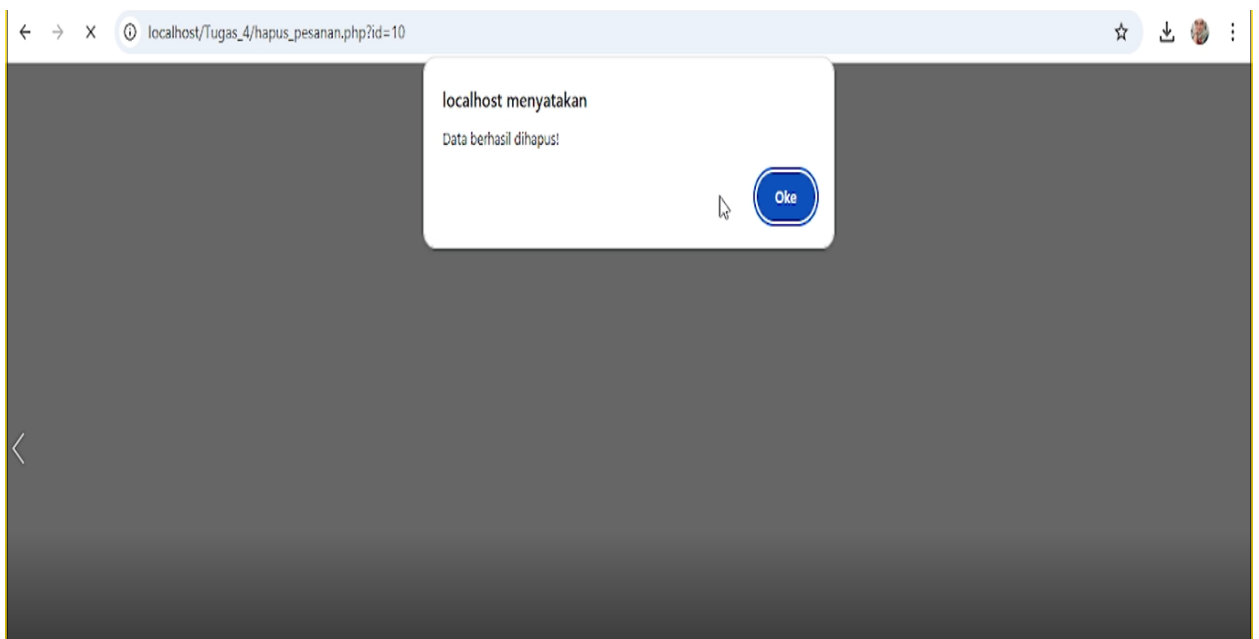 localhost/Tugas_4/hapus_pesanan.php?id=10
localhost menyatakan
Data berhasil dihapus!
Oke